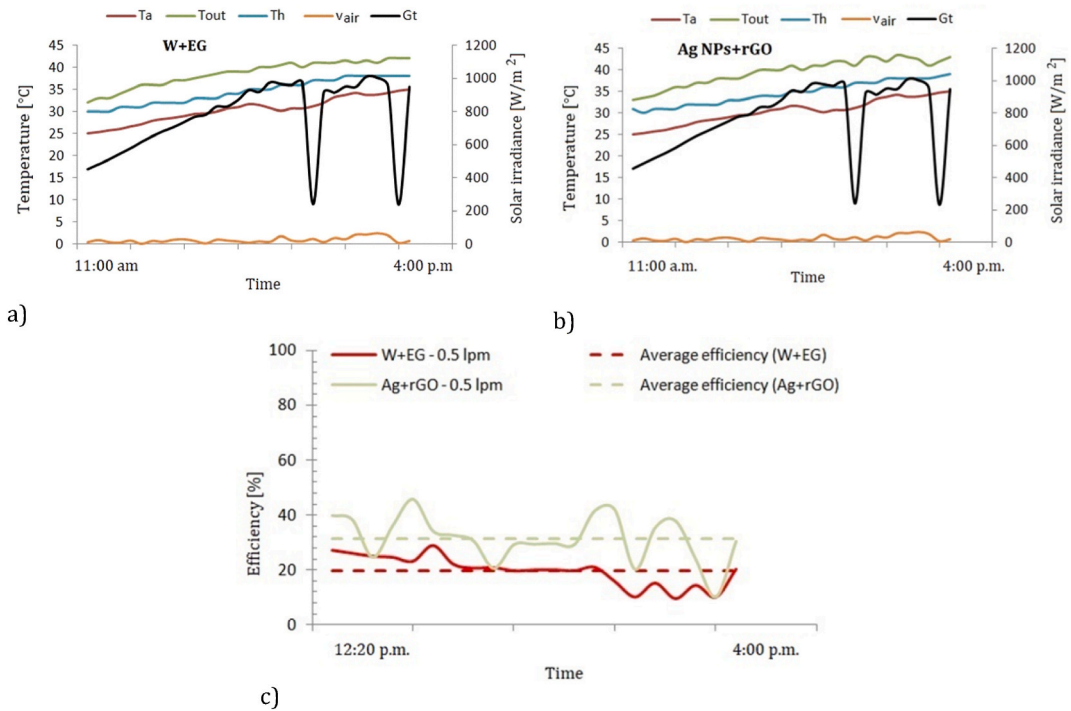 Ta Tout Th vair Gt
W+EG
Temperature [°C]
45
40
35
30
25
20
15
10
5
0
1200
1000
800
600
400
200
0
Solar irradiance [W/m²]
11:00 am 4:00 p.m
Time
a)
Ta Tout Th vair Gt
Ag NPs+rGO
Temperature [°C]
45
40
35
30
25
20
15
10
5
0
1200
1000
800
600
400
200
0
Solar irradiance [W/m²]
11:00 a.m. 4:00 p.m.
Time
b)
W+EG - 0.5 lpm Average efficiency (W+EG)
Ag+rGO - 0.5 lpm Average efficiency (Ag+rGO)
Efficiency [%]
100
80
60
40
20
0
12:20 p.m. 4:00 p.m.
Time
c)